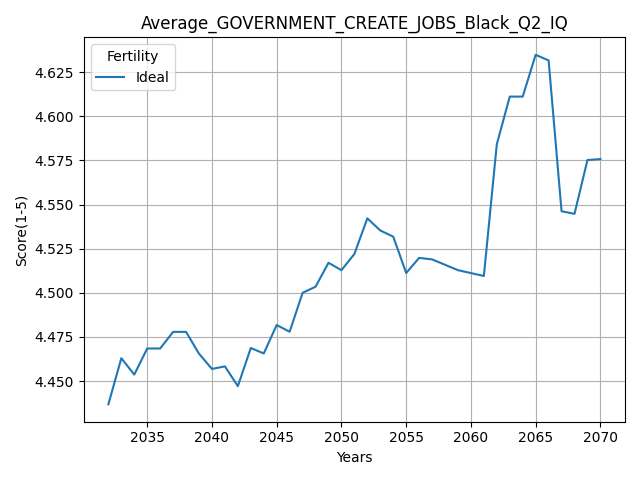 Average_GOVERNMENT_CREATE_JOBS_Black_Q2_IQ
Fertility
Ideal
Score(1-5)
4.625
4.600
4.575
4.550
4.525
4.500
4.475
4.450
2035 2040 2045 2050 2055 2060 2065 2070
Years